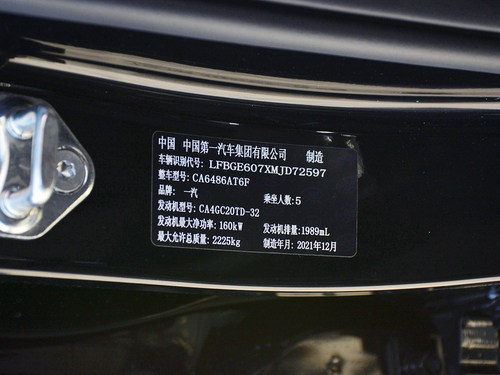 中国 中国第一汽车集团有限公司 制造
车辆识别代号: LFBGE607XMJD72597
整车型号: CA6486AT6F
品牌: 一汽 乘坐人数:5
发动机型号: CA4GC20TD-32
发动机最大净功率: 160kW 发动机排量:1989mL
最大允许总质量: 2225kg 制造年月: 2021年12月